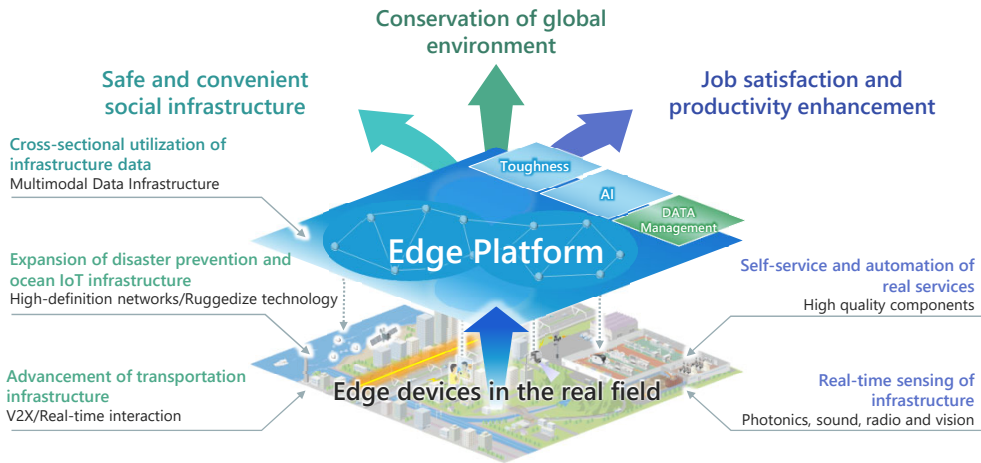 Conservation of global
environment
Safe and convenient
social infrastructure
Job satisfaction and
productivity enhancement
Cross-sectional utilization of
infrastructure data
Multimodal Data Infrastructure
Toughness
AI
DATA
Management
Edge Platform
Expansion of disaster prevention and
ocean IoT infrastructure
High-definition networks/Ruggedize technology
Self-service and automation of
real services
High quality components
Advancement of transportation
infrastructure
V2X/Real-time interaction
Edge devices in the real field
Real-time sensing of
infrastructure
Photonics, sound, radio and vision